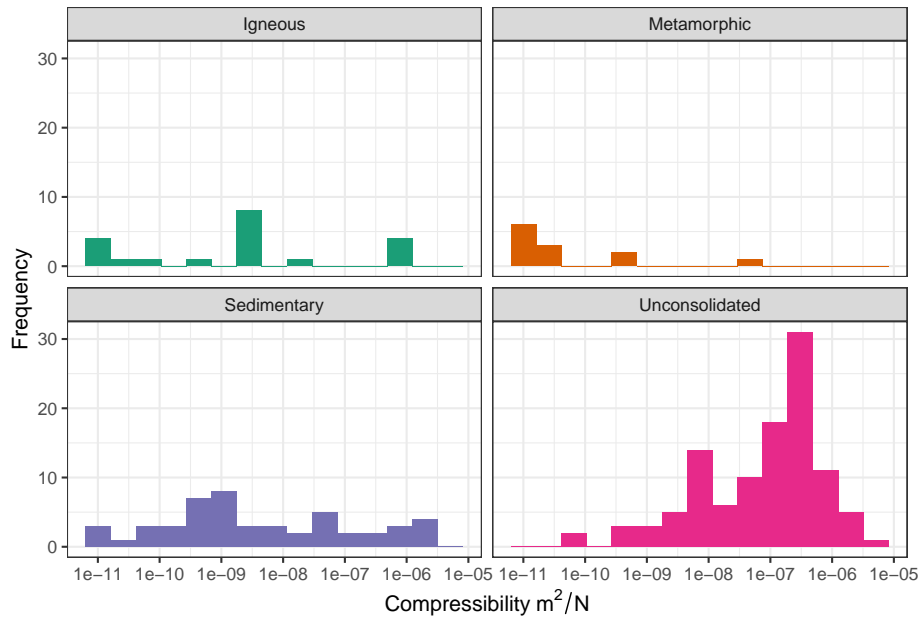 Igneous
Metamorphic
30
20
10
0
Sedimentary
Unconsolidated
30
20
10
0
Frequency
1e−11 1e−10 1e−09 1e−08 1e−07 1e−06 1e−05
1e−11 1e−10 1e−09 1e−08 1e−07 1e−06 1e−05
Compressibility m²/N